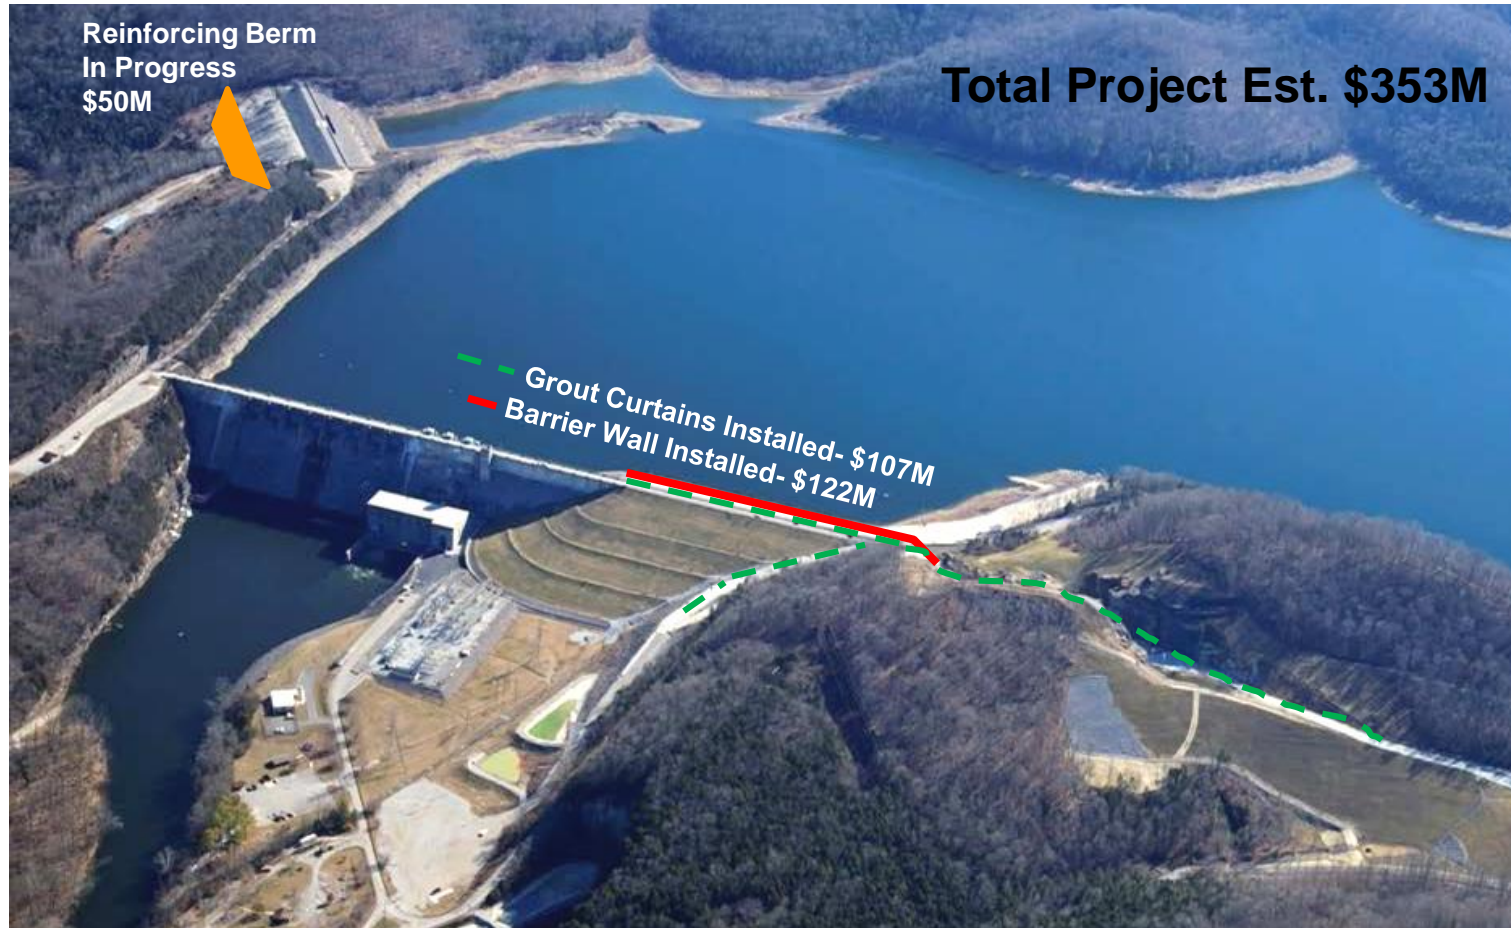 Reinforcing Berm
In Progress
$50M
Total Project Est. $353M
Grout Curtains Installed- $107M
Barrier Wall Installed- $122M